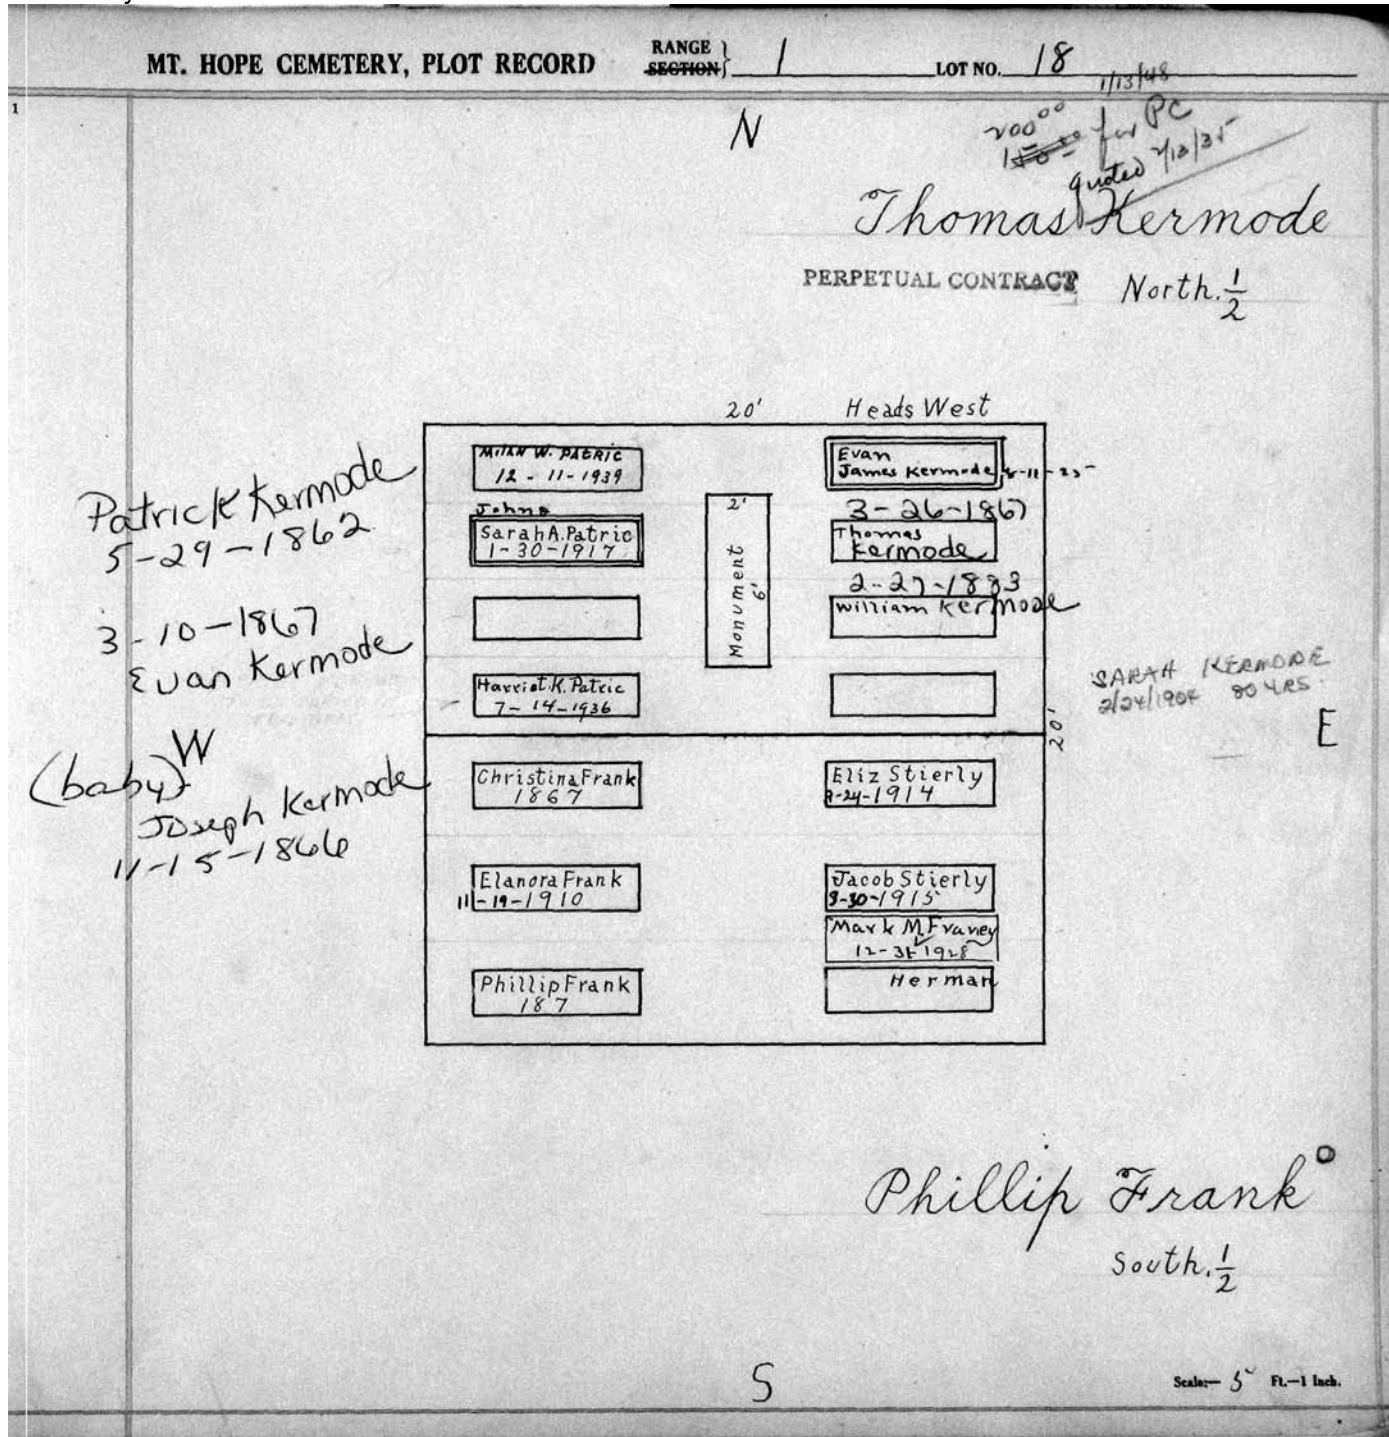 MT. HOPE CEMETERY, PLOT RECORD RANGE SECTION } 1 LOT NO. 18
1
N
1/13/48
200 00
150 00 for PC
quoted 7/13/35
Thomas Kermode
PERPETUAL CONTRACT North. 1/2
20' Heads West
Milan W. PATRIC
12 - 11 - 1939
Evan
James Kermode 8-11-25
Patrick Kermode
5-29-1862
Johns
Sarah A. Patric
1-30-1917
2'
Monument
6'
3-26-1867
Thomas
Kermode
2-27-1883
William Kermode
3-10-1867
Evan Kermode
Harriet K. Patric
7-14-1936
SARAH KERMODE
2/24/1904 80 YRS.
20'
E
W
(baby)
Joseph Kermode
11-15-1866
Christina Frank
1867
Eliz Stierly
9-24-1914
Elanora Frank
11-19-1910
Jacob Stierly
9-30-1915
Mark M. Franey
12-31-1928
Phillip Frank
187
Herman
Phillip Frank
South. 1/2
S
Scale:— 5 Ft.—1 Inch.